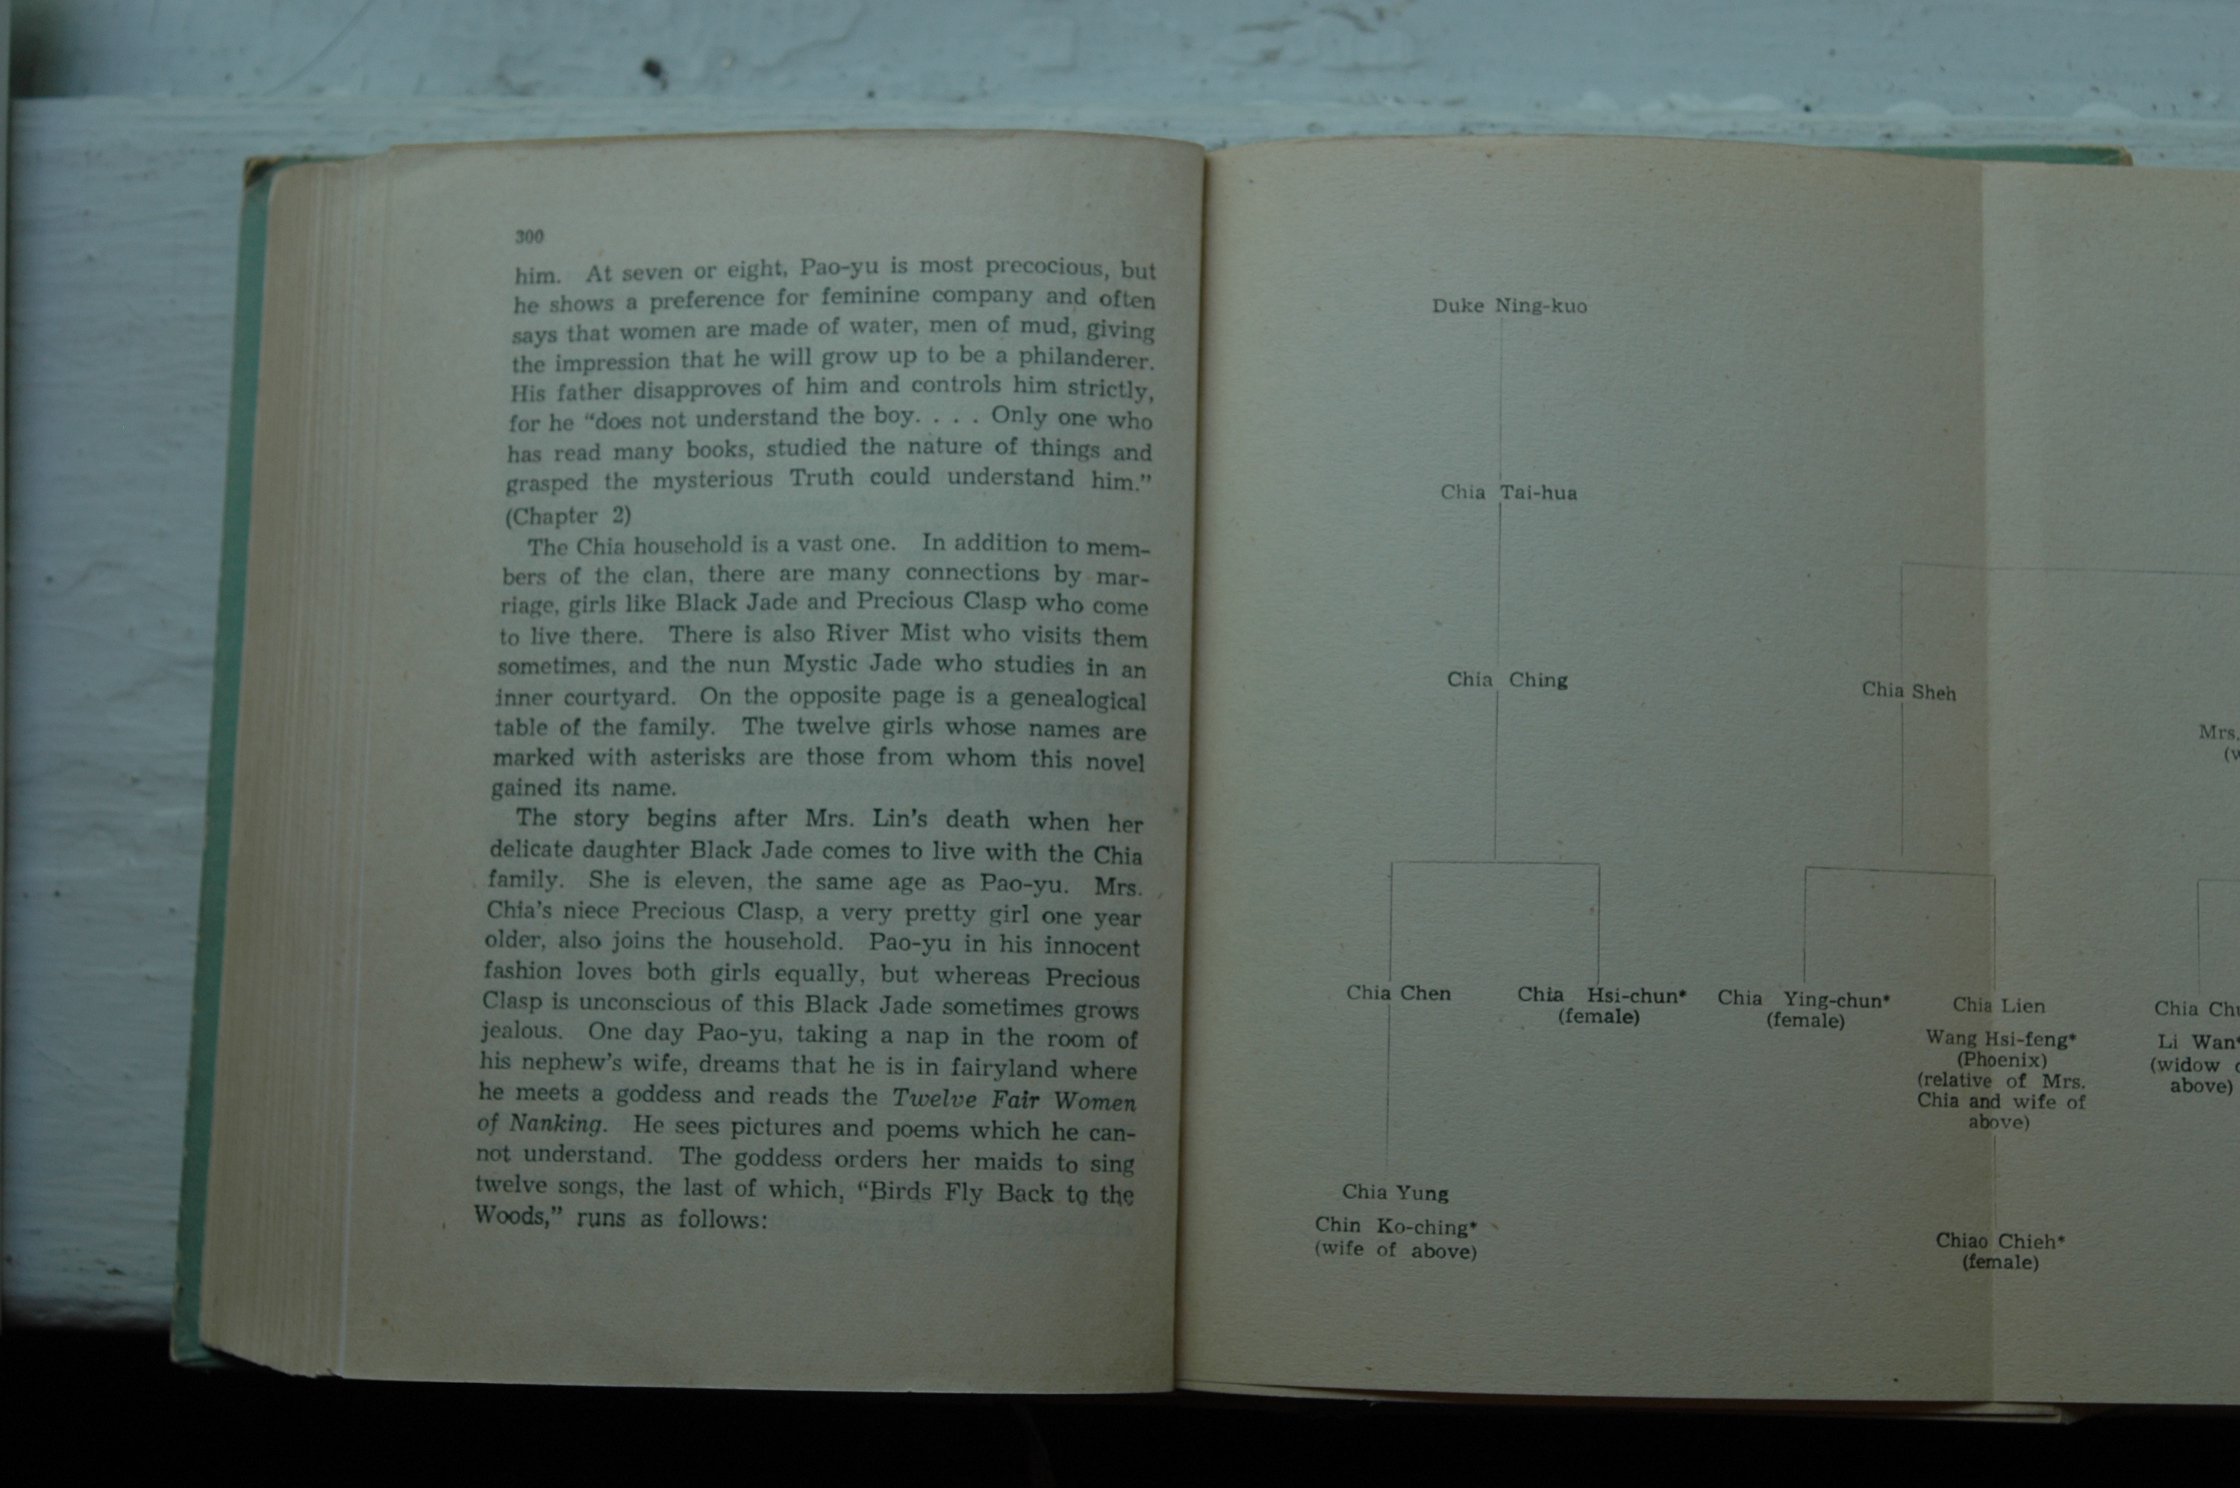 300
him. At seven or eight, Pao-yu is most precocious, but
he shows a preference for feminine company and often
says that women are made of water, men of mud, giving
the impression that he will grow up to be a philanderer.
His father disapproves of him and controls him strictly,
for he “does not understand the boy. . . . Only one who
has read many books, studied the nature of things and
grasped the mysterious Truth could understand him.”
(Chapter 2)
The Chia household is a vast one. In addition to mem-
bers of the clan, there are many connections by mar-
riage, girls like Black Jade and Precious Clasp who come
to live there. There is also River Mist who visits them
sometimes, and the nun Mystic Jade who studies in an
inner courtyard. On the opposite page is a genealogical
table of the family. The twelve girls whose names are
marked with asterisks are those from whom this novel
gained its name.
The story begins after Mrs. Lin’s death when her
delicate daughter Black Jade comes to live with the Chia
family. She is eleven, the same age as Pao-yu. Mrs.
Chia’s niece Precious Clasp, a very pretty girl one year
older, also joins the household. Pao-yu in his innocent
fashion loves both girls equally, but whereas Precious
Clasp is unconscious of this Black Jade sometimes grows
jealous. One day Pao-yu, taking a nap in the room of
his nephew’s wife, dreams that he is in fairyland where
he meets a goddess and reads the Twelve Fair Women
of Nanking. He sees pictures and poems which he can-
not understand. The goddess orders her maids to sing
twelve songs, the last of which, “Birds Fly Back to the
Woods,” runs as follows:
Duke Ning-kuo
Chia Tai-hua
Chia Ching
Chia Sheh
Mrs.
Chia Chen
Chia Hsi-chun*
(female)
Chia Ying-chun*
(female)
Chia Lien
Wang Hsi-feng*
(Phoenix)
(relative of Mrs.
Chia and wife of
above)
Chia
Li Wan*
(widow
above)
Chia Yung
Chin Ko-ching*
(wife of above)
Chiao Chieh*
(female)